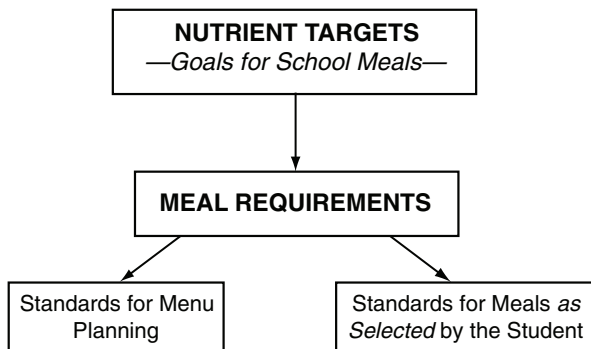 NUTRIENT TARGETS
—Goals for School Meals—
MEAL REQUIREMENTS
Standards for Menu
Planning
Standards for Meals as
Selected by the Student